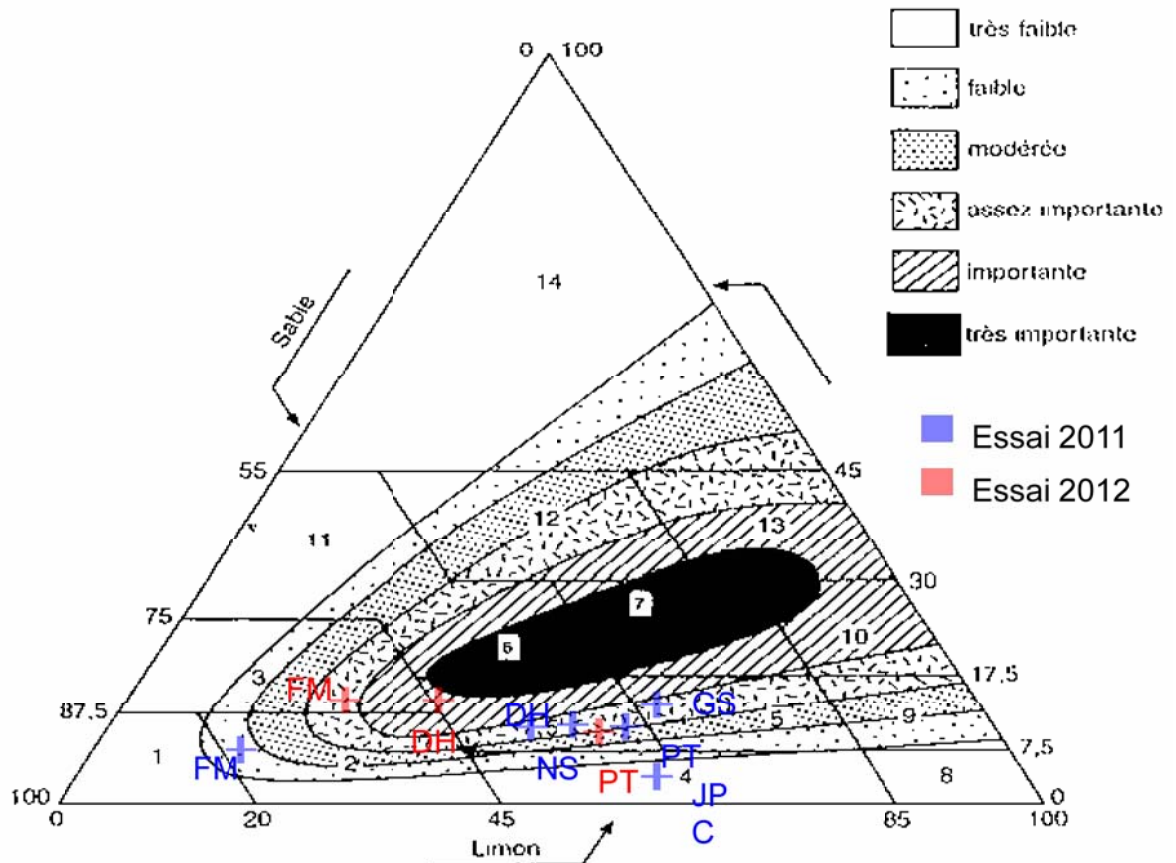 très faible
0 100
faible
modérée
assez importante
importante
14
Sable
très importante
Essai 2011
55
45
Essai 2012
12
13
11
30
7
75
6
10
3
17,5
FM
GS
87,5
DH
5
9
DH
1
2
7,5
FM
NS
PT
PT
4
8
JP
100
0
C
0
20
45
85
100
Limon